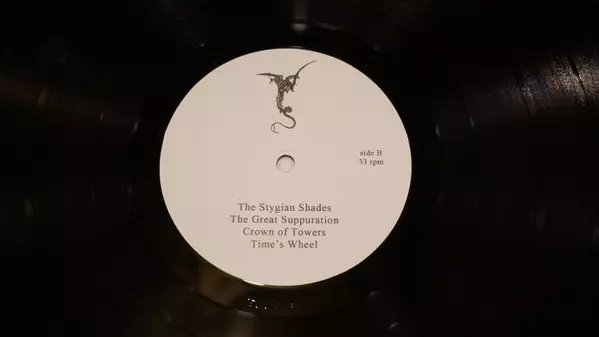 side B
33 rpm
The Stygian Shades
The Great Suppuration
Crown of Towers
Time's Wheel